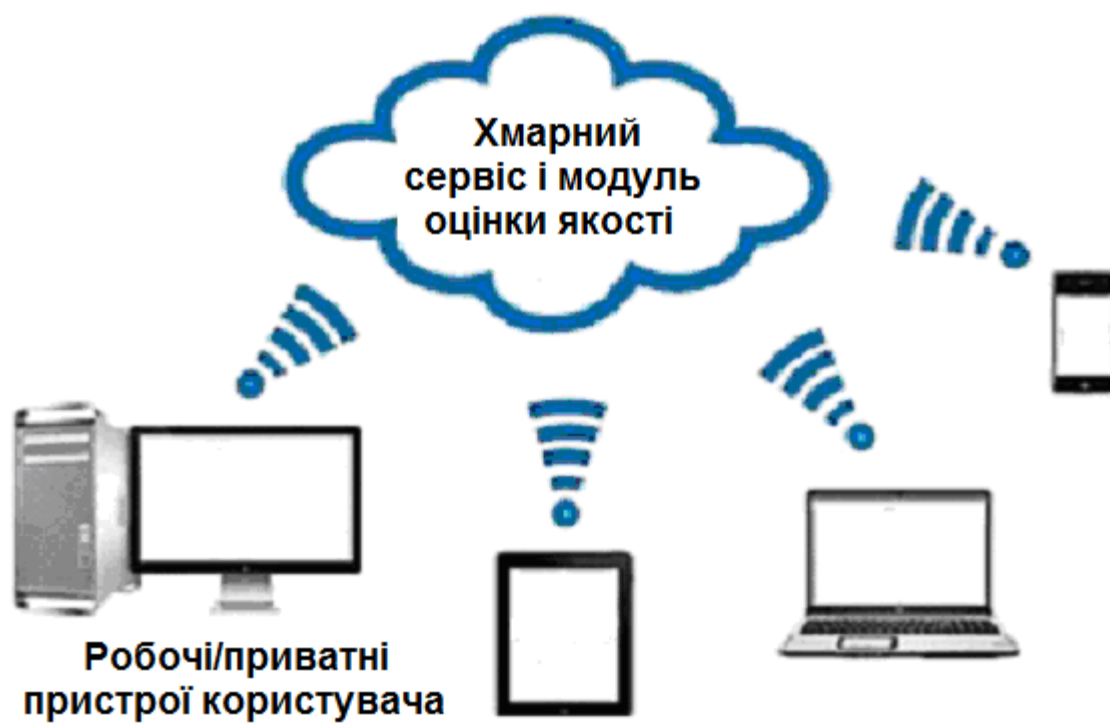 Хмарний
сервіс і модуль
оцінки якості
Робочі/приватні
пристрої користувача